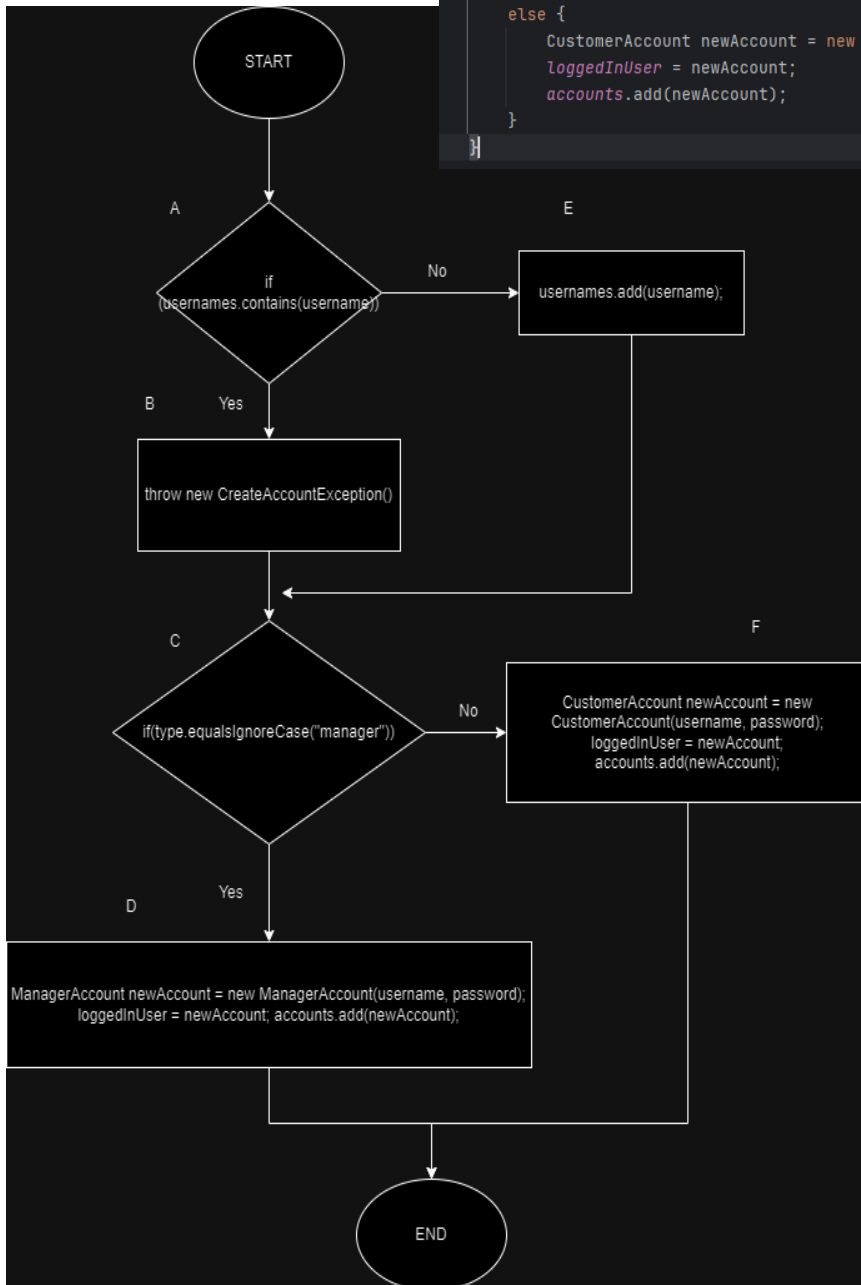 else {
CustomerAccount newAccount = new
loggedInUser = newAccount;
accounts.add(newAccount);
}
}
START
A
E
if
(usernames.contains(username))
No
usernames.add(username);
B
Yes
throw new CreateAccountException()
C
F
if(type.equalsIgnoreCase("manager"))
No
CustomerAccount newAccount = new
CustomerAccount(username, password);
loggedInUser = newAccount;
accounts.add(newAccount);
Yes
D
ManagerAccount newAccount = new ManagerAccount(username, password);
loggedInUser = newAccount; accounts.add(newAccount);
END